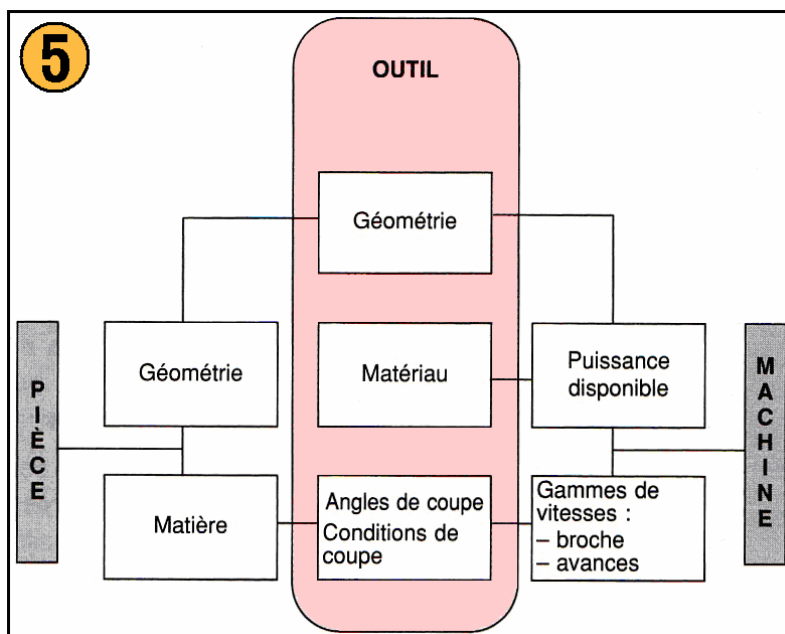 5
OUTIL
Géométrie
Géométrie
Matériau
Puissance
disponible
PIÈCE
MACHINE
Matière
Angles de coupe
Conditions de
coupe
Gammes de
vitesses :
– broche
– avances